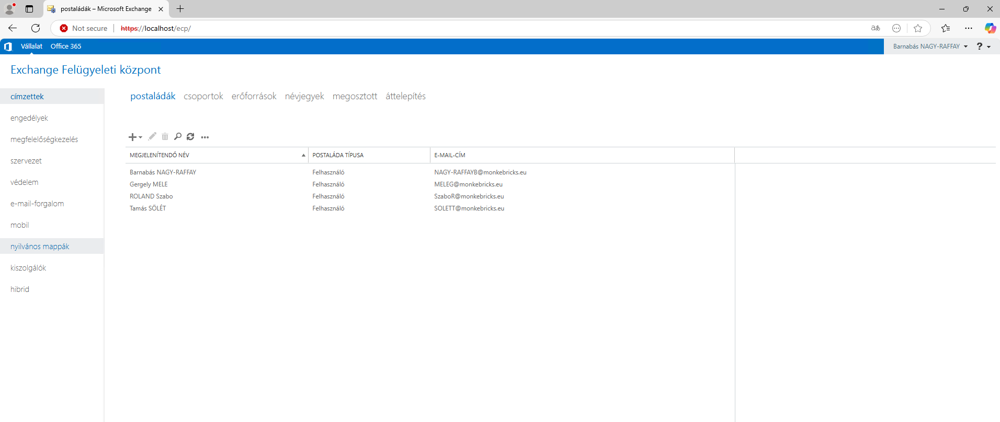 postaládák – Microsoft Exchange
Not secure
https://localhost/ecp/
Vállalat Office 365
Barnabás NAGY-RAFFAY
?
Exchange Felügyeleti központ
címzettek
engedélyek
megfelelőségkezelés
szervezet
védelem
e-mail-forgalom
mobil
nyilvános mappák
kiszolgálók
hibrid
postaládák csoportok erőforrások névjegyek megosztott áttelepítés
MEGJELENÍTENDŐ NÉV POSTALÁDA TÍPUSA E-MAIL-CÍM
Barnabás NAGY-RAFFAY Felhasználó NAGY-RAFFAYB@monkebricks.eu
Gergely MELE Felhasználó MELEG@monkebricks.eu
ROLAND Szabo Felhasználó SzaboR@monkebricks.eu
Tamás SÖLÉT Felhasználó SOLETT@monkebricks.eu